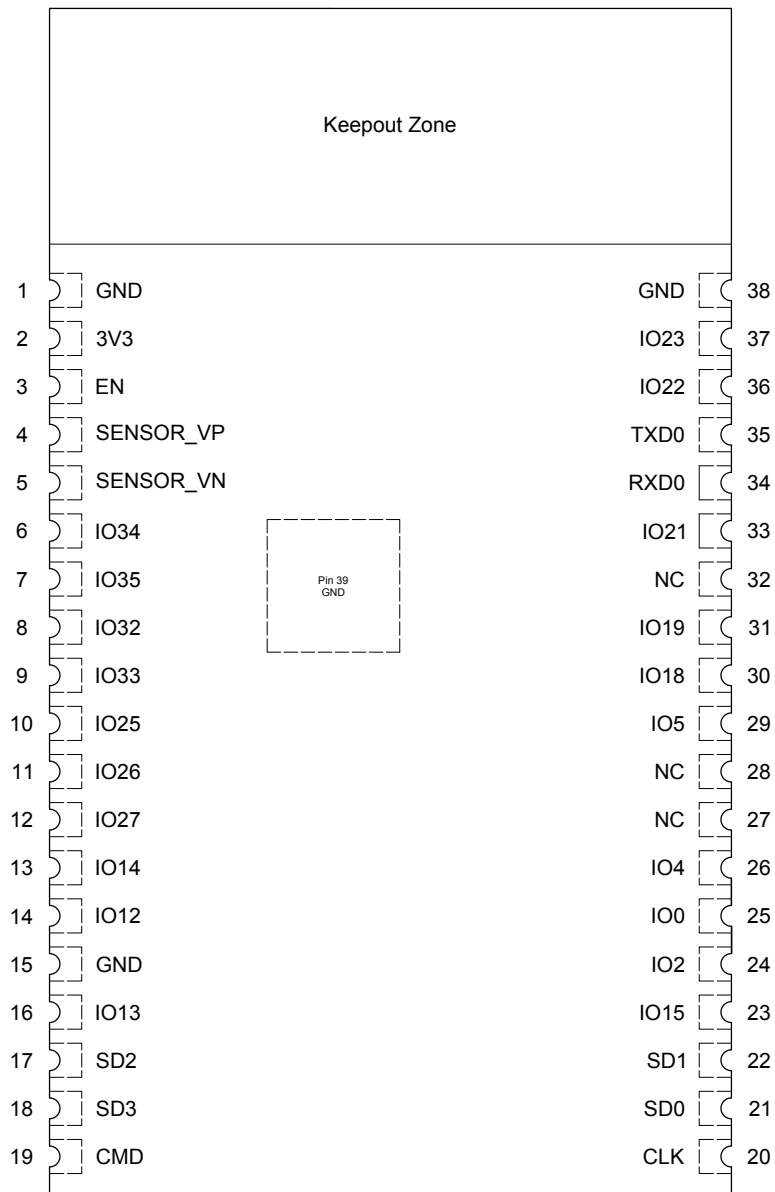 Keepout Zone
1 GND GND 38
2 3V3 IO23 37
3 EN IO22 36
4 SENSOR_VP TXD0 35
5 SENSOR_VN RXD0 34
6 IO34 IO21 33
7 IO35 Pin 39 NC 32
GND
8 IO32 IO19 31
9 IO33 IO18 30
10 IO25 IO5 29
11 IO26 NC 28
12 IO27 NC 27
13 IO14 IO4 26
14 IO12 IO0 25
15 GND IO2 24
16 IO13 IO15 23
17 SD2 SD1 22
18 SD3 SD0 21
19 CMD CLK 20